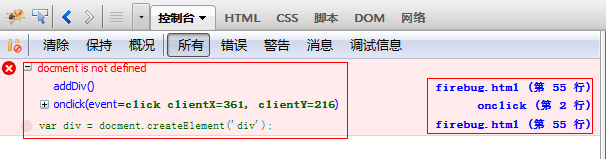 控制台 HTML CSS 脚本 DOM 网络
清除 保持 概况 所有 错误 警告 消息 调试信息
docment is not defined
addDiv() firebug.html (第 55 行)
onclick(event=click clientX=361, clientY=216) onclick (第 2 行)
var div = docment.createElement('div'); firebug.html (第 55 行)